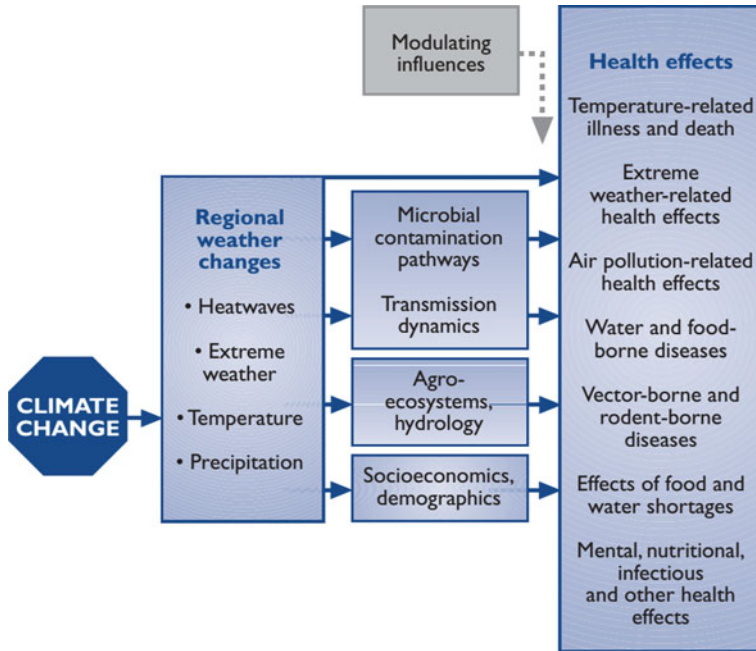 Modulating
influences
Health effects
Temperature-related
illness and death
Extreme
weather-related
health effects
Air pollution-related
health effects
Water and food-
borne diseases
Vector-borne and
rodent-borne
diseases
Effects of food and
water shortages
Mental, nutritional,
infectious
and other health
effects
Regional
weather
changes
• Heatwaves
• Extreme
weather
• Temperature
• Precipitation
Microbial
contamination
pathways
Transmission
dynamics
Agro-
ecosystems,
hydrology
Socioeconomics,
demographics
CLIMATE
CHANGE